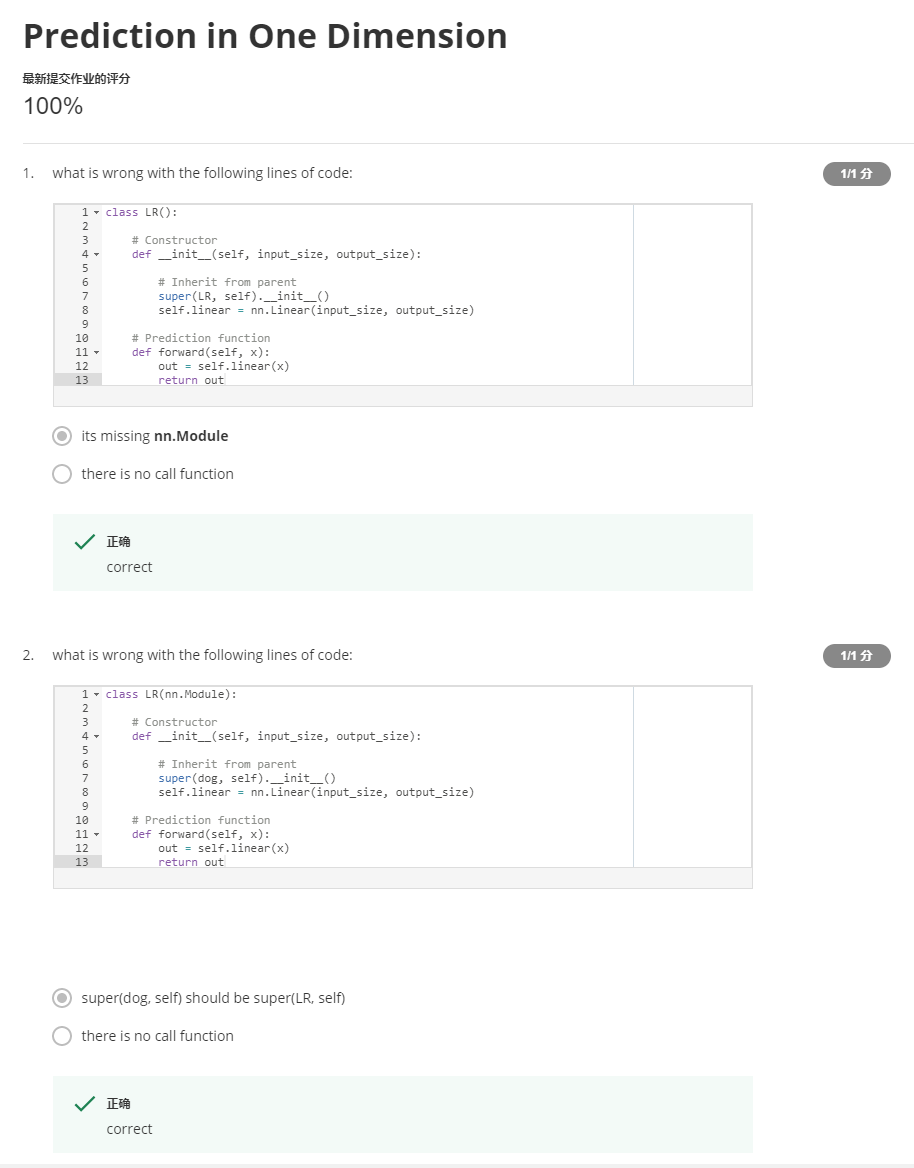 Prediction in One Dimension
最新提交作业的评分
100%
1. what is wrong with the following lines of code:
1/1 分
1 class LR():
2
3     # Constructor
4     def __init__(self, input_size, output_size):
5
6         # Inherit from parent
7         super(LR, self).__init__()
8         self.linear = nn.Linear(input_size, output_size)
9
10     # Prediction function
11     def forward(self, x):
12         out = self.linear(x)
13         return out
its missing nn.Module
there is no call function
正确
correct
2. what is wrong with the following lines of code:
1/1 分
1 class LR(nn.Module):
2
3     # Constructor
4     def __init__(self, input_size, output_size):
5
6         # Inherit from parent
7         super(dog, self).__init__()
8         self.linear = nn.Linear(input_size, output_size)
9
10     # Prediction function
11     def forward(self, x):
12         out = self.linear(x)
13         return out
super(dog, self) should be super(LR, self)
there is no call function
正确
correct